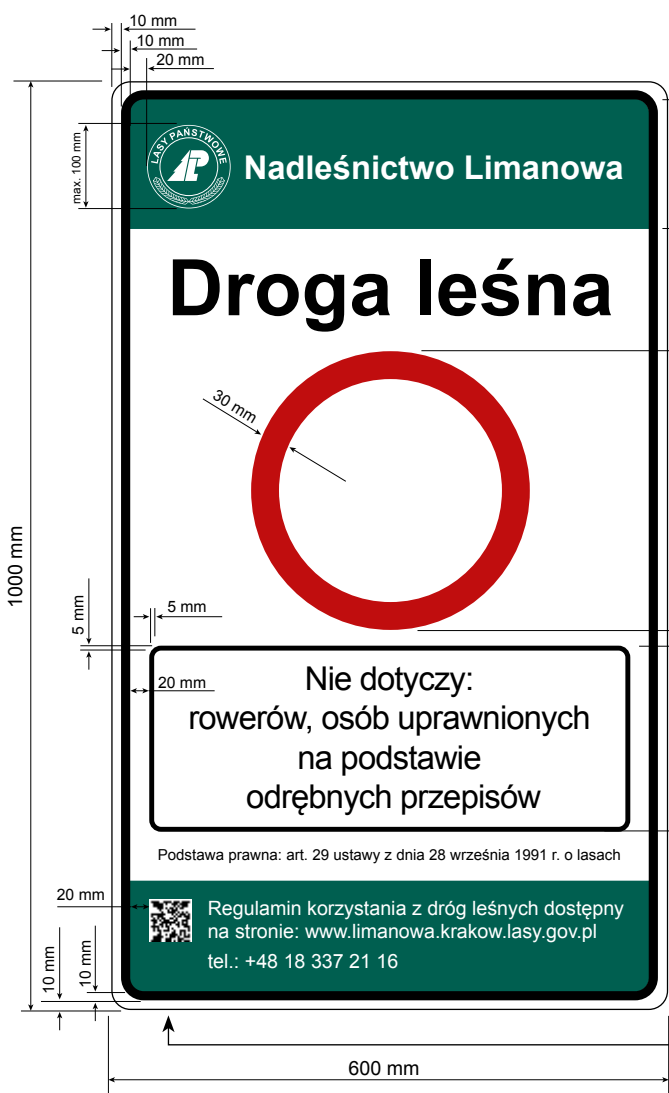 10 mm
10 mm
20 mm
max. 100 mm
LASY PAŃSTWOWE
Nadleśnictwo Limanowa
Droga leśna
30 mm
1000 mm
5 mm
5 mm
20 mm
Nie dotyczy:
rowerów, osób uprawnionych
na podstawie
odrębnych przepisów
Podstawa prawna: art. 29 ustawy z dnia 28 września 1991 r. o lasach
20 mm
Regulamin korzystania z dróg leśnych dostępny
na stronie: www.limanowa.krakow.lasy.gov.pl
tel.: +48 18 337 21 16
10 mm
10 mm
600 mm